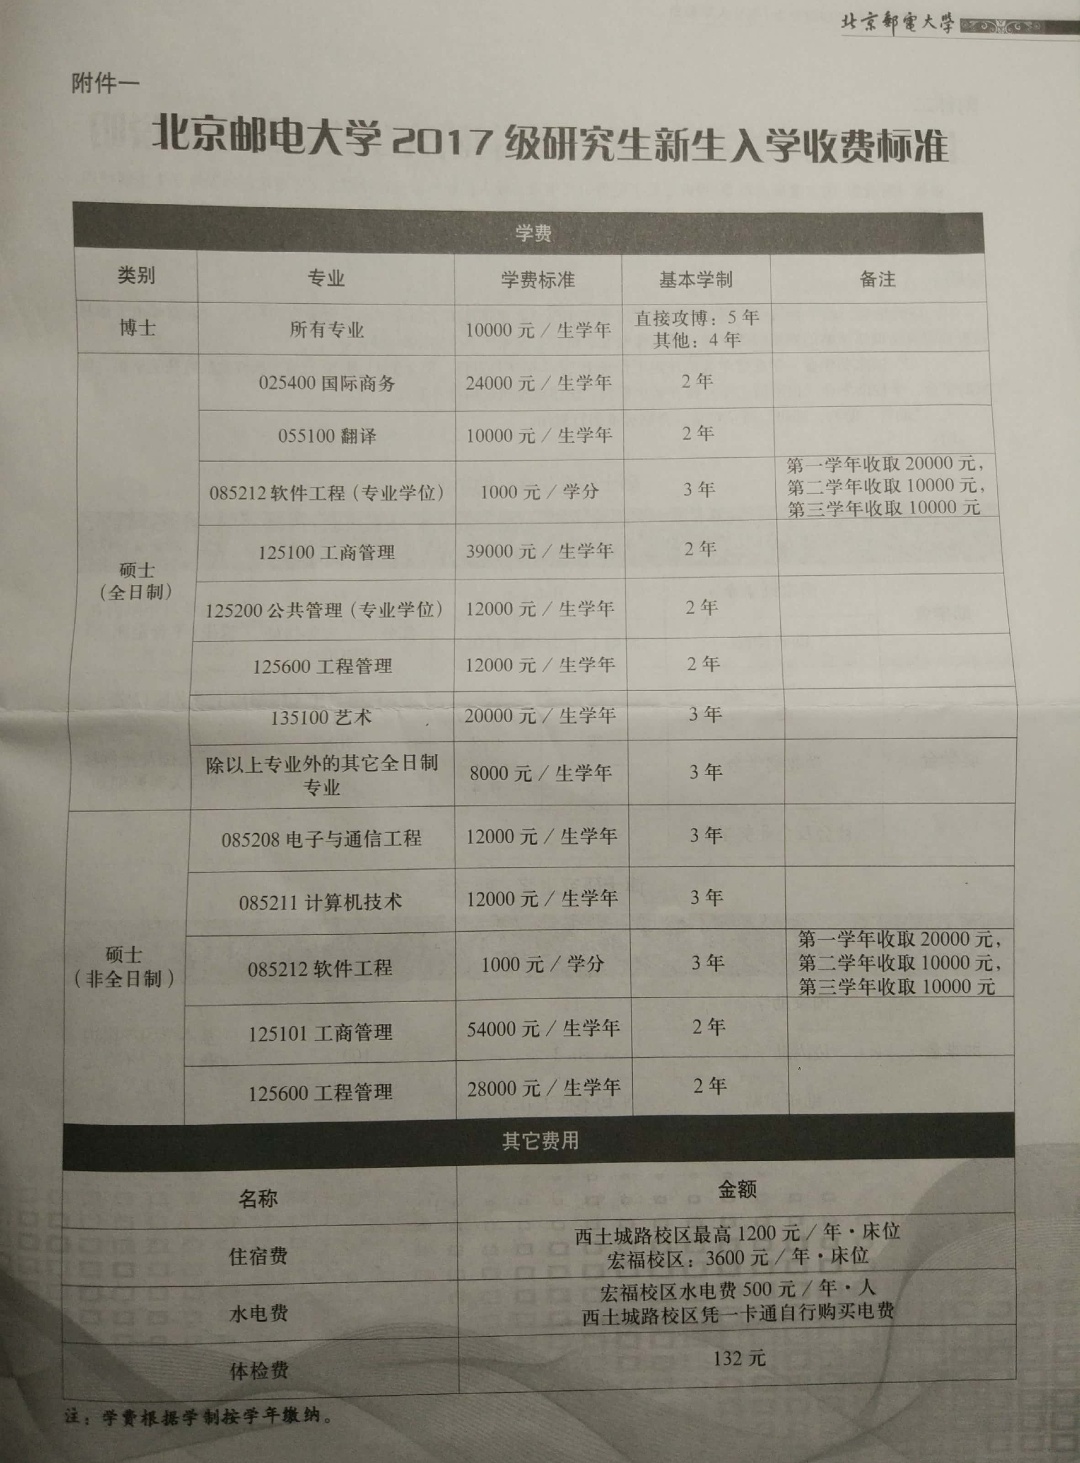 北京郵電大學
附件一
北京邮电大学 2017 级研究生新生入学收费标准
学费
类别 专业 学费标准 基本学制 备注
博士 所有专业 10000 元 / 生学年 直接攻博：5 年
其他：4 年
硕士
（全日制）
025400 国际商务 24000 元 / 生学年 2 年
055100 翻译 10000 元 / 生学年 2 年
085212 软件工程（专业学位） 1000 元 / 学分 3 年 第一学年收取 20000 元，
第二学年收取 10000 元，
第三学年收取 10000 元
125100 工商管理 39000 元 / 生学年 2 年
125200 公共管理（专业学位） 12000 元 / 生学年 2 年
125600 工程管理 12000 元 / 生学年 2 年
135100 艺术 20000 元 / 生学年 3 年
除以上专业外的其它全日制
专业 8000 元 / 生学年 3 年
硕士
（非全日制）
085208 电子与通信工程 12000 元 / 生学年 3 年
085211 计算机技术 12000 元 / 生学年 3 年
085212 软件工程 1000 元 / 学分 3 年 第一学年收取 20000 元，
第二学年收取 10000 元，
第三学年收取 10000 元
125101 工商管理 54000 元 / 生学年 2 年
125600 工程管理 28000 元 / 生学年 2 年
其它费用
名称 金额
住宿费 西土城路校区最高 1200 元 / 年·床位
宏福校区：3600 元 / 年·床位
水电费 宏福校区水电费 500 元 / 年·人
西土城路校区凭一卡通自行购买电费
体检费 132 元
注：学费根据学制按学年缴纳。